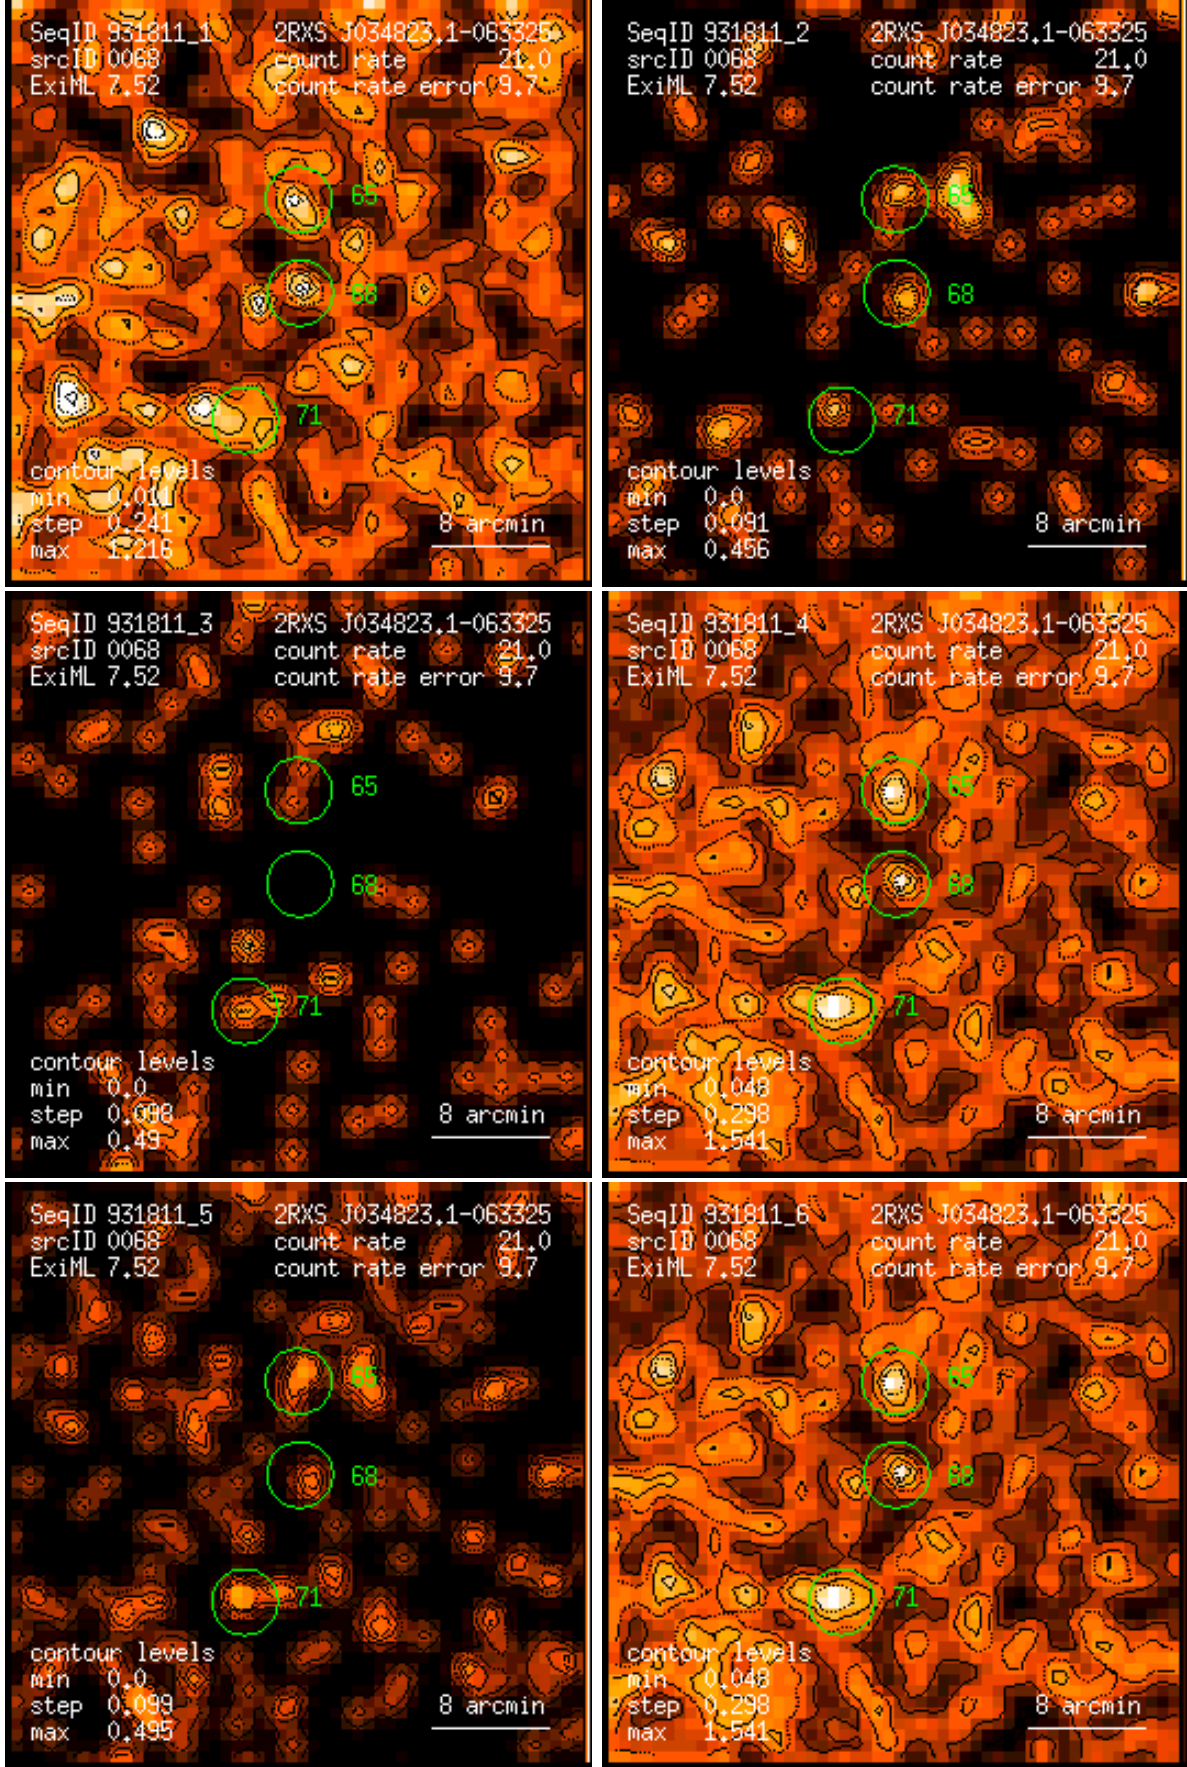 SeqID 931811_1 2RXS J034823.1-063325
srcID 0068 count rate 21.0
ExiML 7.52 count rate error 9.7
65
68
71
contour levels
min 0.011
step 0.241
max 1.216
8 arcmin
SeqID 931811_2 2RXS J034823.1-063325
srcID 0068 count rate 21.0
ExiML 7.52 count rate error 9.7
65
68
71
contour levels
min 0.0
step 0.091
max 0.456
8 arcmin
SeqID 931811_3 2RXS J034823.1-063325
srcID 0068 count rate 21.0
ExiML 7.52 count rate error 9.7
65
68
71
contour levels
min 0.0
step 0.098
max 0.49
8 arcmin
SeqID 931811_4 2RXS J034823.1-063325
srcID 0068 count rate 21.0
ExiML 7.52 count rate error 9.7
65
68
71
contour levels
min 0.048
step 0.298
max 1.541
8 arcmin
SeqID 931811_5 2RXS J034823.1-063325
srcID 0068 count rate 21.0
ExiML 7.52 count rate error 9.7
65
68
71
contour levels
min 0.0
step 0.099
max 0.495
8 arcmin
SeqID 931811_6 2RXS J034823.1-063325
srcID 0068 count rate 21.0
ExiML 7.52 count rate error 9.7
65
68
71
contour levels
min 0.048
step 0.298
max 1.541
8 arcmin